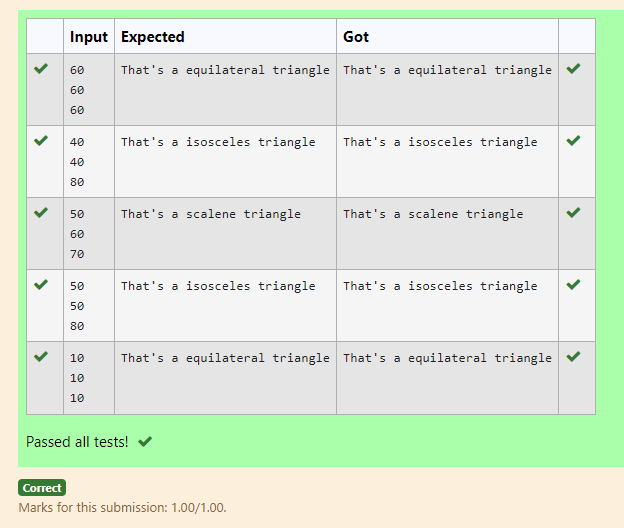 Input Expected Got
60 That's a equilateral triangle That's a equilateral triangle
60
60
40 That's a isosceles triangle That's a isosceles triangle
40
80
50 That's a scalene triangle That's a scalene triangle
60
70
50 That's a isosceles triangle That's a isosceles triangle
50
80
10 That's a equilateral triangle That's a equilateral triangle
10
10
Passed all tests!
Correct
Marks for this submission: 1.00/1.00.